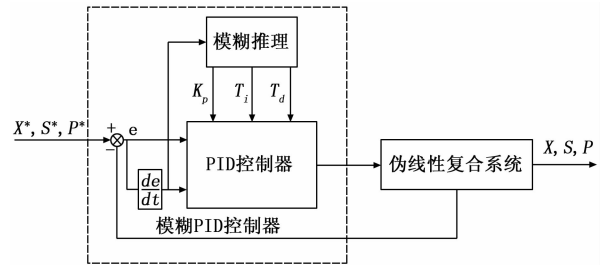 模糊推理
K_p T_i T_d
X*, S*, P*
+
e
−
PID控制器
伪线性复合系统
X, S, P
de
dt
模糊PID控制器